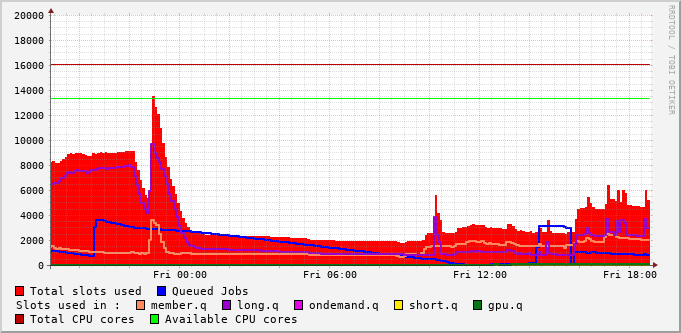 20000
18000
16000
14000
12000
10000
8000
6000
4000
2000
0
Fri 00:00 Fri 06:00 Fri 12:00 Fri 18:00
RRDTOOL / TOBI OETIKER
Total slots used Queued Jobs
Slots used in : member.q long.q ondemand.q short.q gpu.q
Total CPU cores Available CPU cores